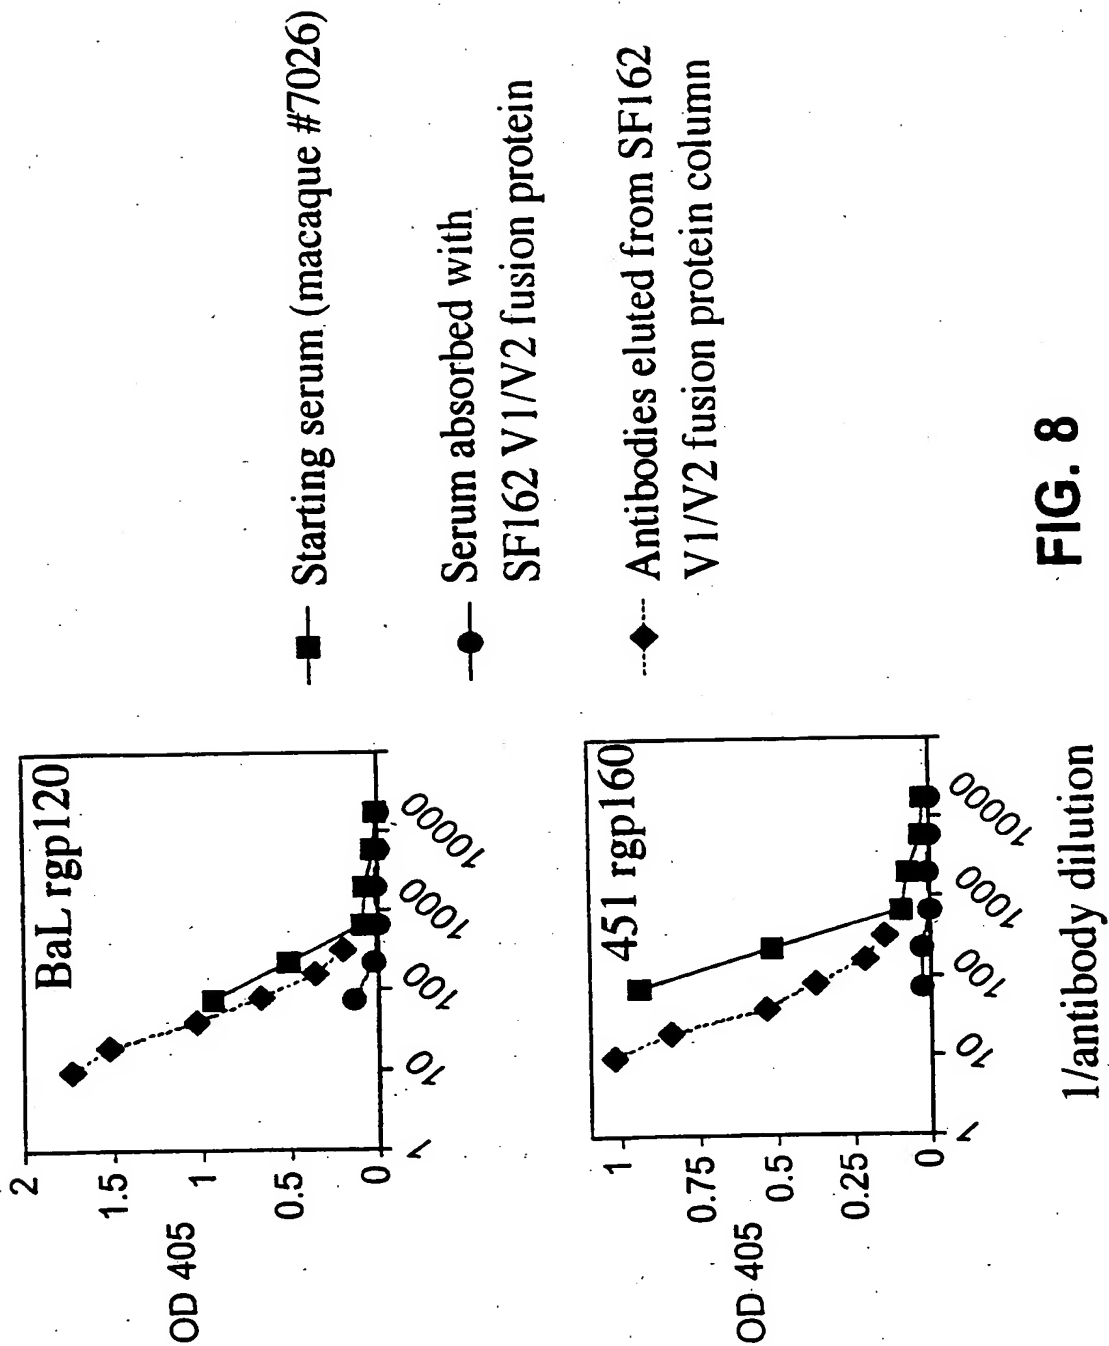 2
1.5
1
0.5
0
OD 405
BaL rgp120
1
10
100
1000
10000
1
0.75
0.5
0.25
0
OD 405
451 rgp160
1
10
100
1000
10000
1/antibody dilution
Starting serum (macaque #7026)
Serum absorbed with
SF162 V1/V2 fusion protein
Antibodies eluted from SF162
V1/V2 fusion protein column
FIG. 8